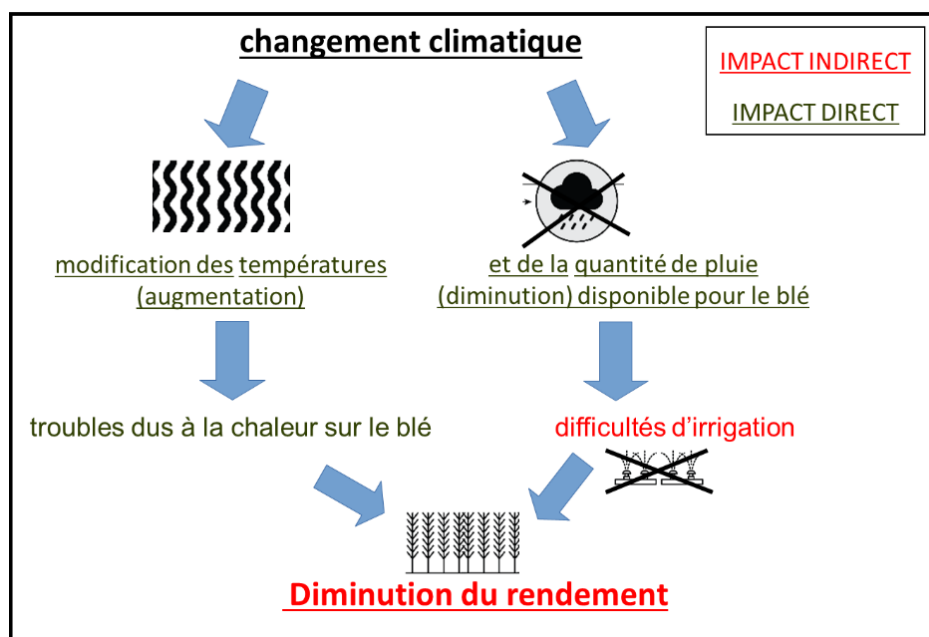 changement climatique
IMPACT INDIRECT
IMPACT DIRECT
modification des températures
(augmentation)
et de la quantité de pluie
(diminution) disponible pour le blé
troubles dus à la chaleur sur le blé
difficultés d'irrigation
Diminution du rendement